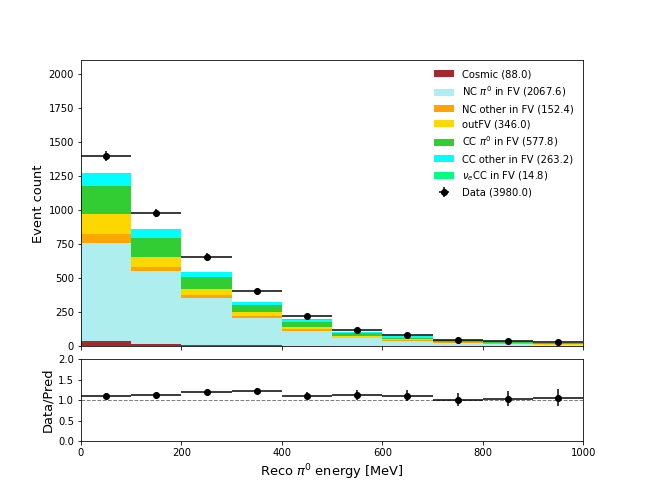 2000
1750
1500
1250
1000
750
500
250
0
Event count
Cosmic (88.0)
NC π⁰ in FV (2067.6)
NC other in FV (152.4)
outFV (346.0)
CC π⁰ in FV (577.8)
CC other in FV (263.2)
νₑCC in FV (14.8)
Data (3980.0)
2.0
1.5
1.0
0.5
0.0
Data/Pred
0 200 400 600 800 1000
Reco π⁰ energy [MeV]